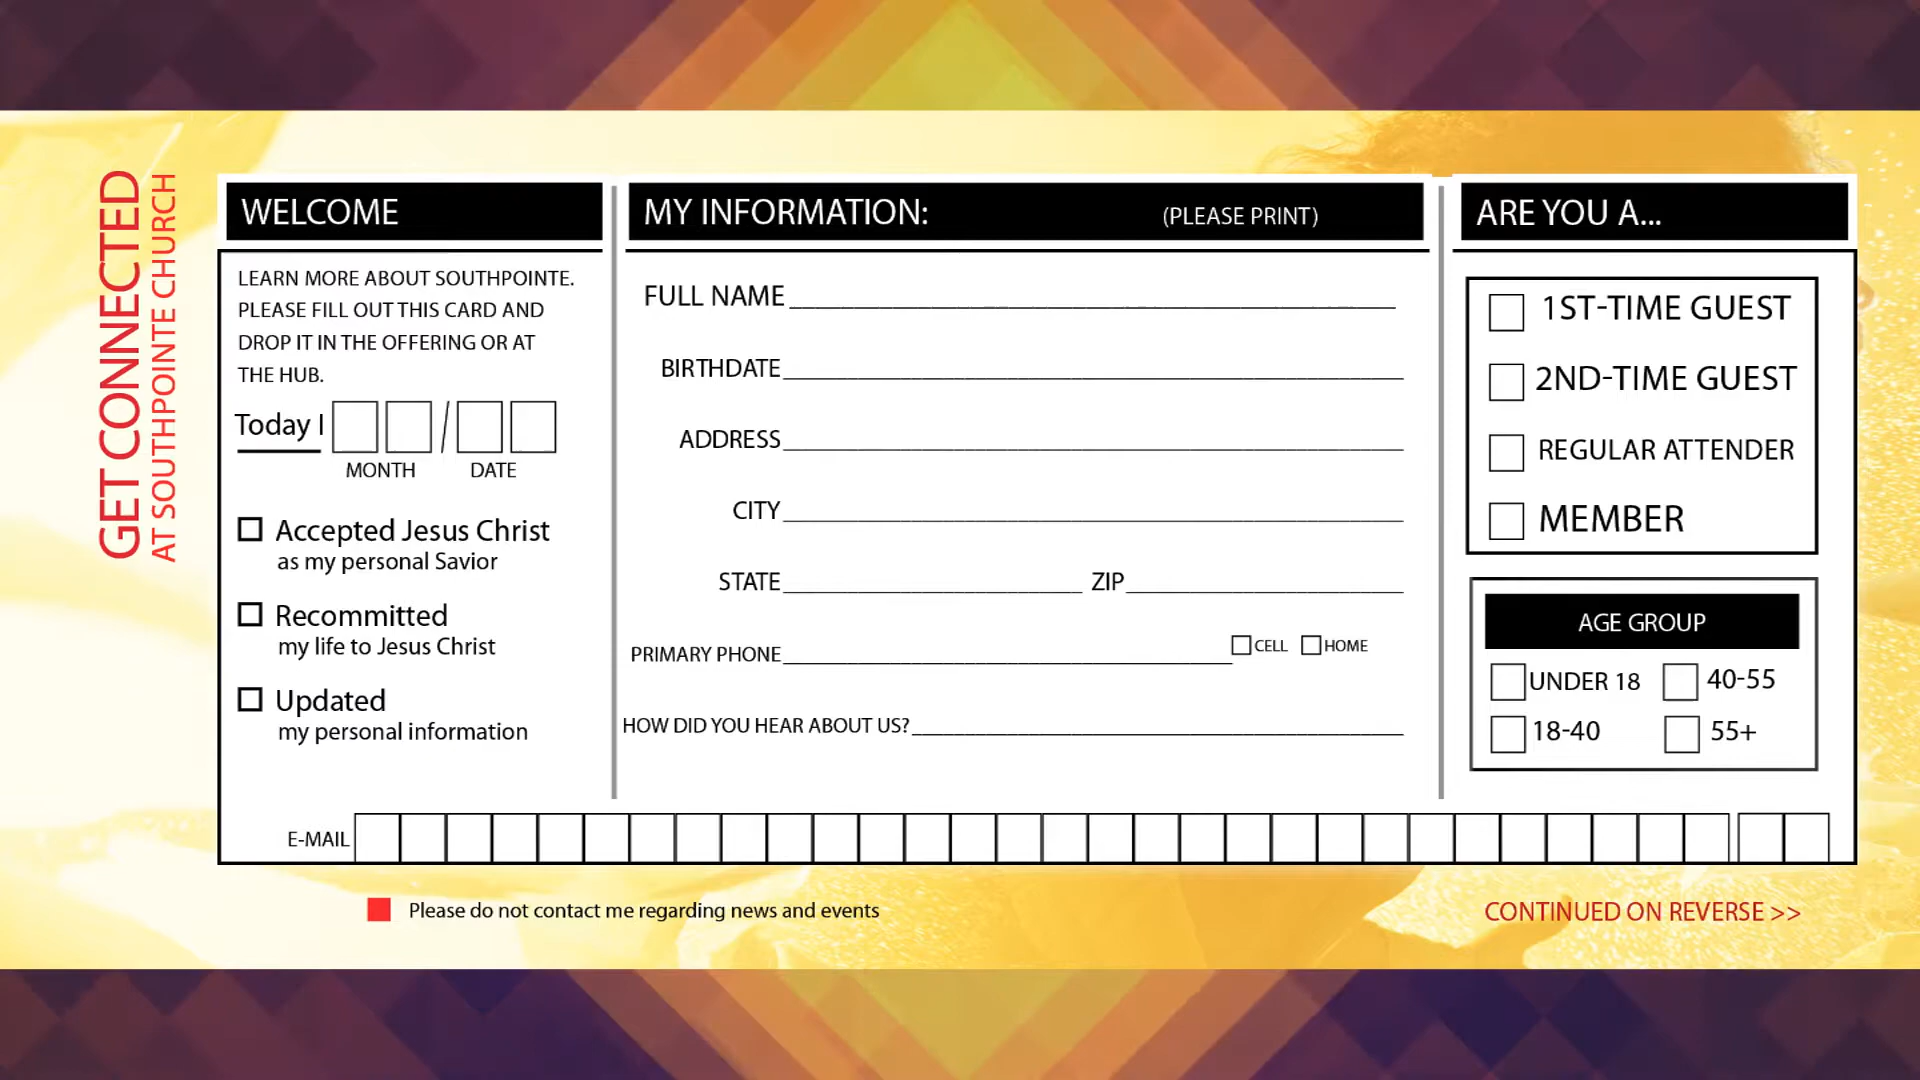 GET CONNECTED
AT SOUTHPOINTE CHURCH
WELCOME
LEARN MORE ABOUT SOUTHPOINTE.
PLEASE FILL OUT THIS CARD AND
DROP IT IN THE OFFERING OR AT
THE HUB.
Today I
/
MONTH DATE
Accepted Jesus Christ
as my personal Savior
Recommitted
my life to Jesus Christ
Updated
my personal information
MY INFORMATION: (PLEASE PRINT)
FULL NAME
BIRTHDATE
ADDRESS
CITY
STATE ZIP
PRIMARY PHONE CELL HOME
HOW DID YOU HEAR ABOUT US?
ARE YOU A...
1ST-TIME GUEST
2ND-TIME GUEST
REGULAR ATTENDER
MEMBER
AGE GROUP
UNDER 18 40-55
18-40 55+
E-MAIL
Please do not contact me regarding news and events
CONTINUED ON REVERSE >>